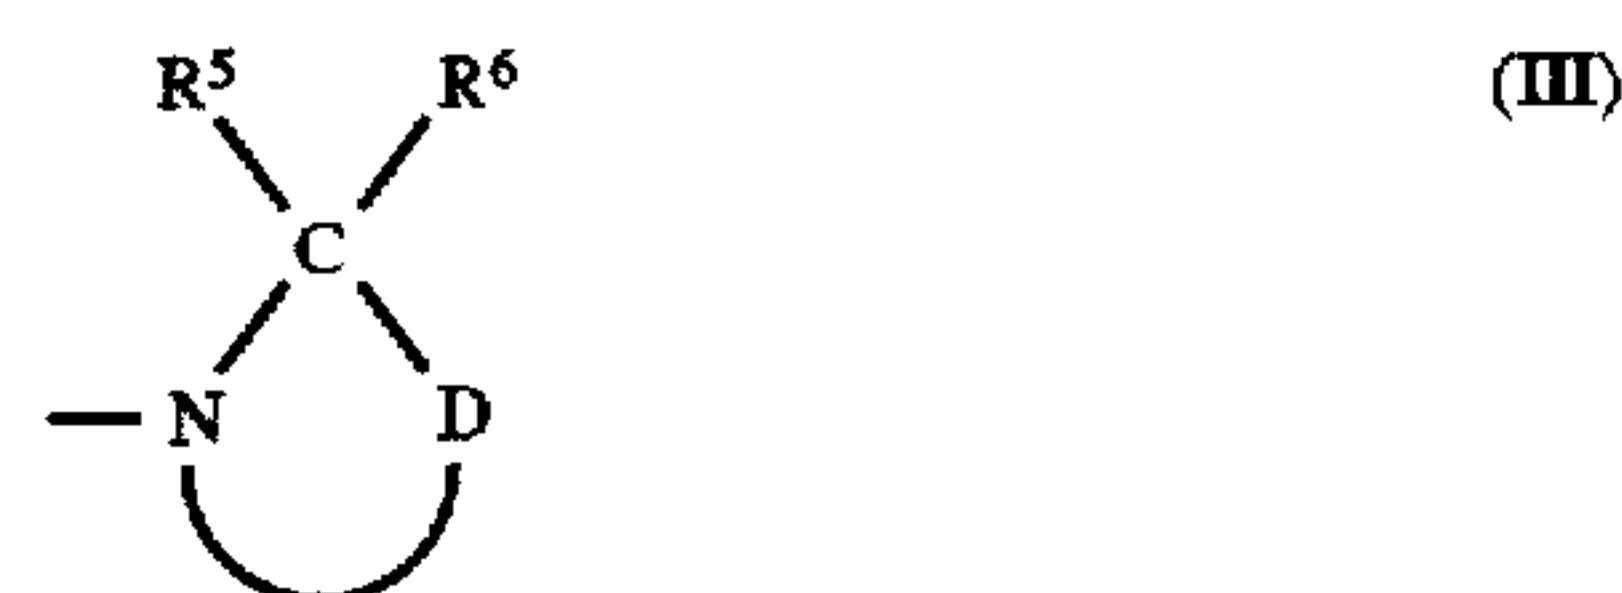 R⁵ R⁶ (III)
C
N D